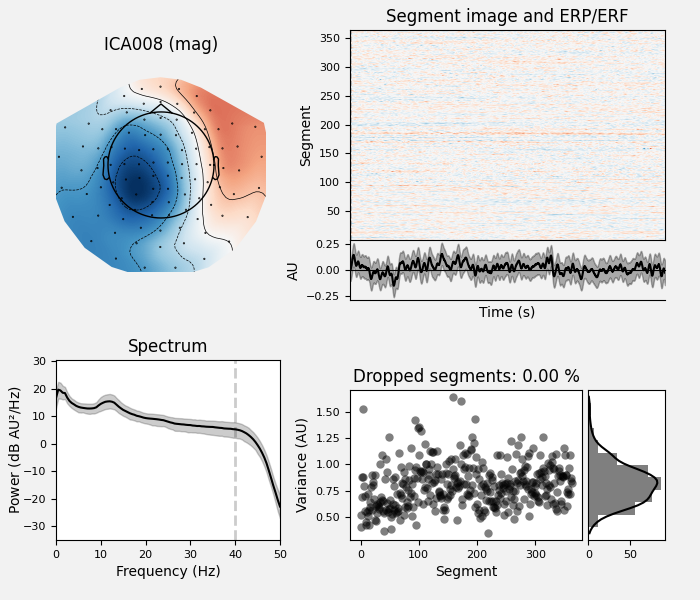 ICA008 (mag)
Segment image and ERP/ERF
350
300
250
200
150
100
50
Segment
0.25
0.00
−0.25
AU
Time (s)
Spectrum
30
20
10
0
−10
−20
−30
Power (dB AU²/Hz)
0 10 20 30 40 50
Frequency (Hz)
Dropped segments: 0.00 %
1.50
1.25
1.00
0.75
0.50
Variance (AU)
0 100 200 300
Segment
0 50